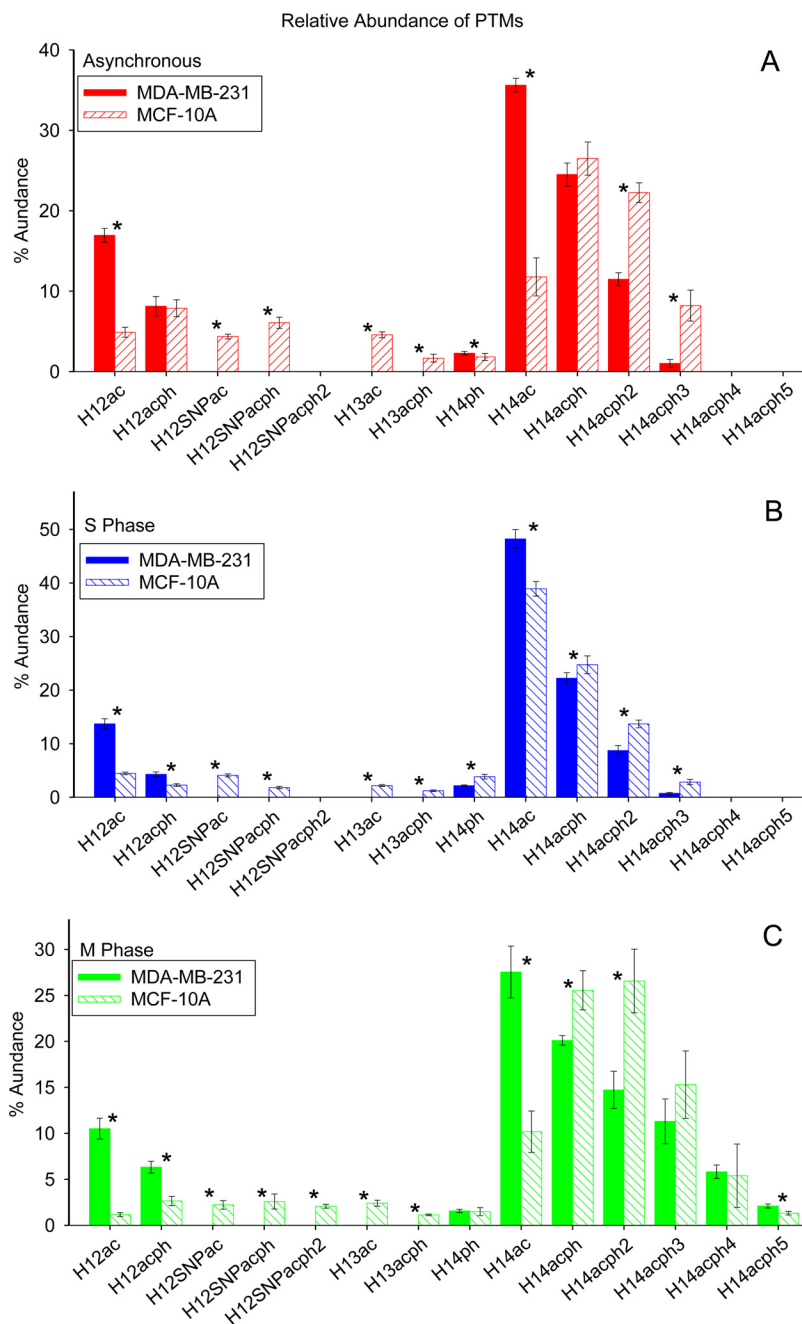 Relative Abundance of PTMs
Asynchronous
A
MDA-MB-231
MCF-10A
% Aundance
40
30
20
10
0
* * * * * * * * *
H12ac H12acph H12SNPac H12SNPacph H12SNPacph2 H13ac H13acph H14ph H14ac H14acph H14acph2 H14acph3 H14acph4 H14acph5
S Phase
B
MDA-MB-231
MCF-10A
% Aundance
50
40
30
20
10
0
* * * * * * * * * * *
H12ac H12acph H12SNPac H12SNPacph H12SNPacph2 H13ac H13acph H14ph H14ac H14acph H14acph2 H14acph3 H14acph4 H14acph5
M Phase
C
MDA-MB-231
MCF-10A
% Aundance
30
25
20
15
10
5
0
* * * * * * * * * * *
H12ac H12acph H12SNPac H12SNPacph H12SNPacph2 H13ac H13acph H14ph H14ac H14acph H14acph2 H14acph3 H14acph4 H14acph5